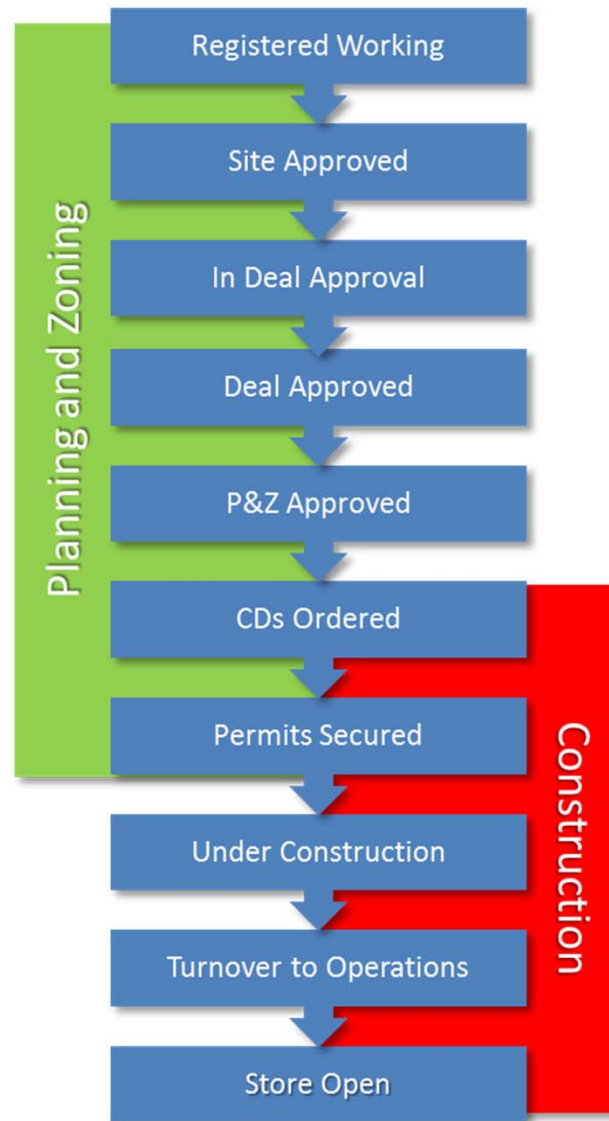 Registered Working
Site Approved
In Deal Approval
Deal Approved
P&Z Approved
CDs Ordered
Permits Secured
Under Construction
Turnover to Operations
Store Open
Planning and Zoning
Construction